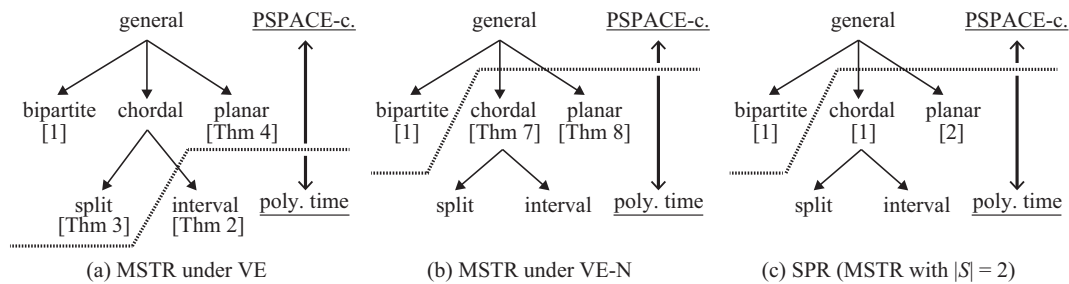 general PSPACE-c. general PSPACE-c. general PSPACE-c.
bipartite chordal planar bipartite chordal planar bipartite chordal planar
[1] [Thm 4] [1] [Thm 7] [Thm 8] [1] [1] [2]
split interval poly. time split interval poly. time split interval poly. time
[Thm 3] [Thm 2]
(a) MSTR under VE (b) MSTR under VE-N (c) SPR (MSTR with |S| = 2)